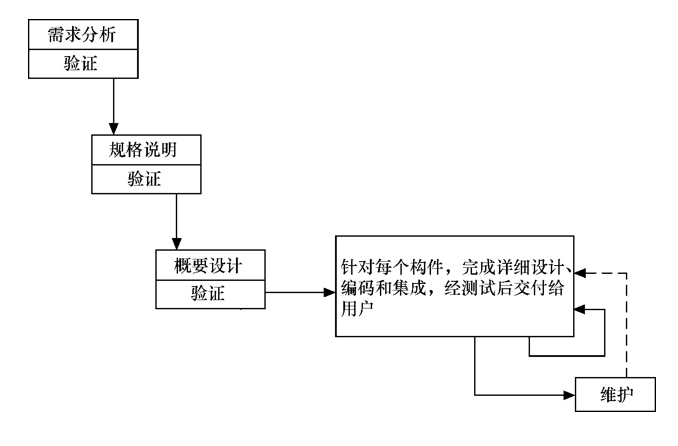 需求分析
验证
规格说明
验证
概要设计
验证
针对每个构件，完成详细设计、
编码和集成，经测试后交付给
用户
维护